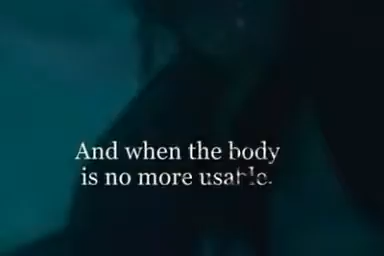 And when the body
is no more usable.